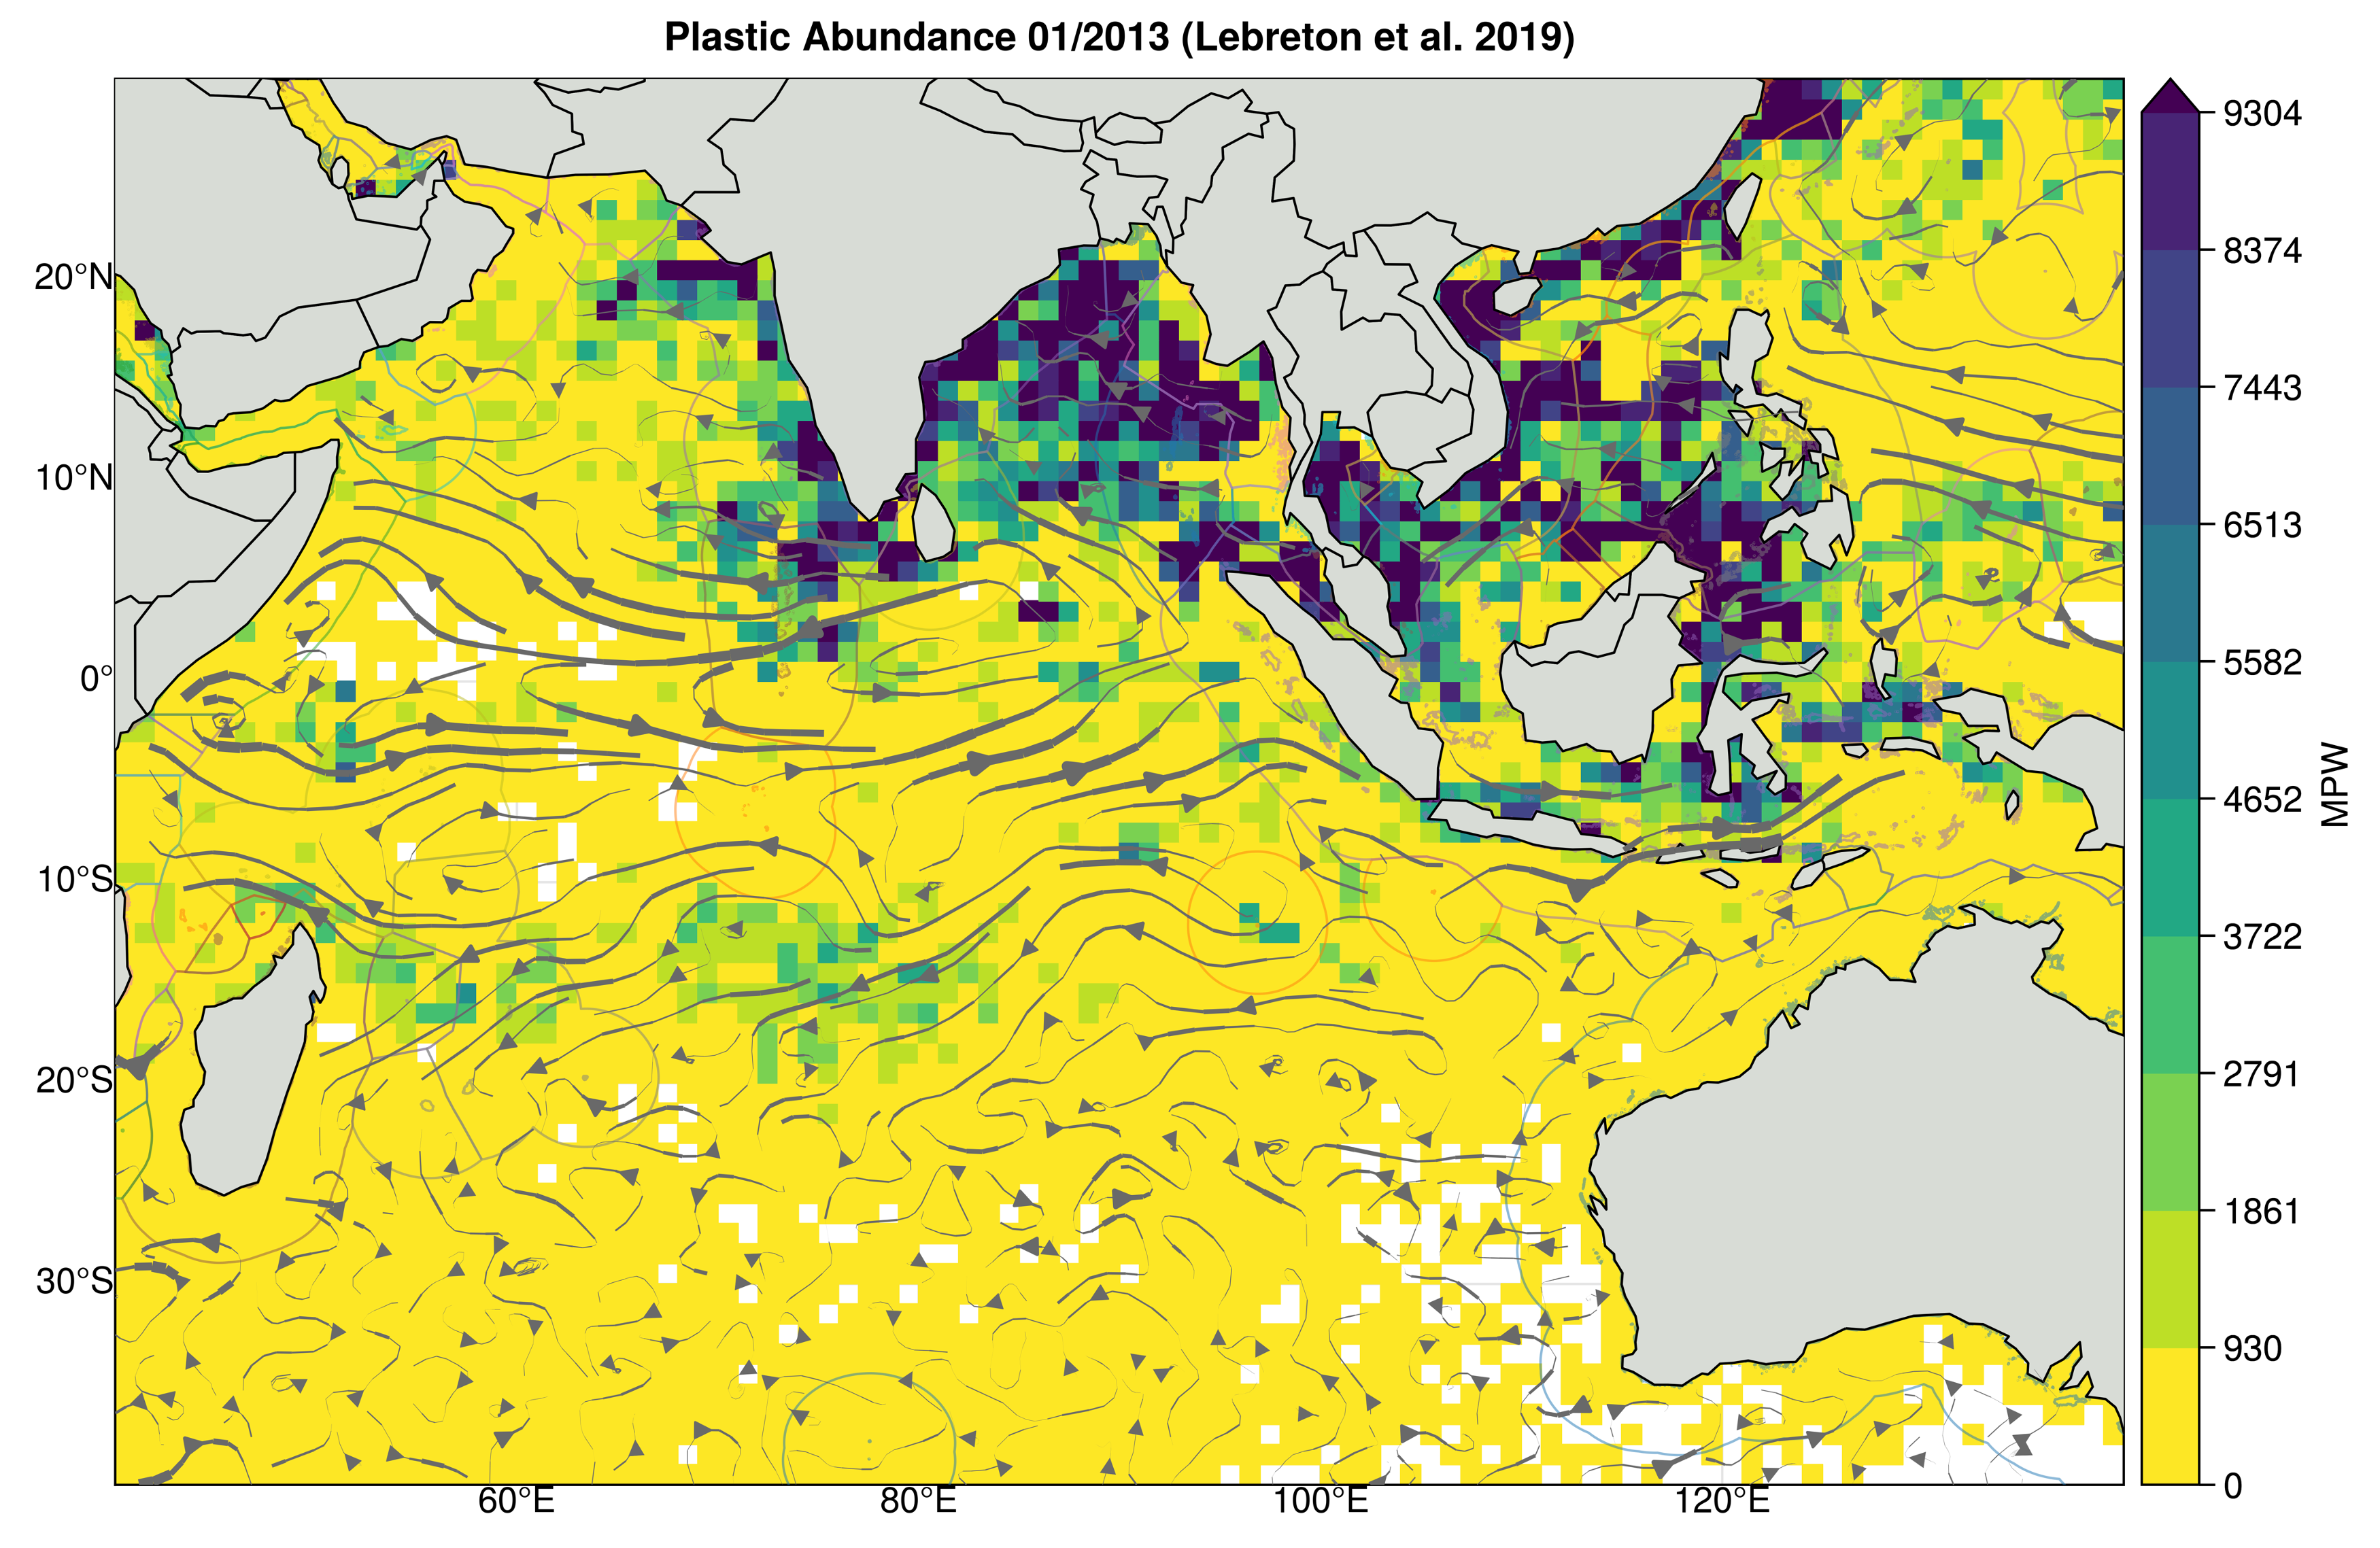 Plastic Abundance 01/2013 (Lebreton et al. 2019)
20°N
10°N
0°
10°S
20°S
30°S
60°E
80°E
100°E
120°E
9304
8374
7443
6513
5582
4652
3722
2791
1861
930
0
MPW